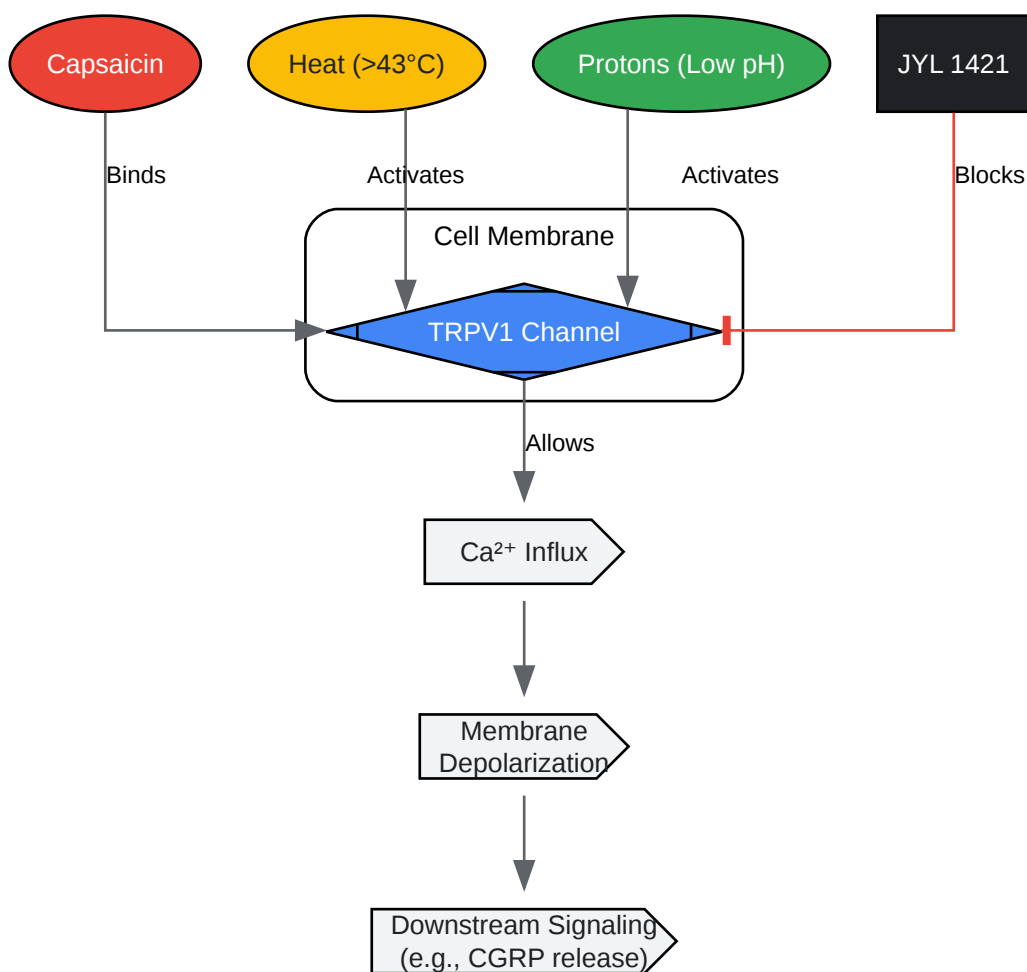 Capsaicin
Heat (>43°C)
Protons (Low pH)
JYL 1421
Binds
Activates
Activates
Blocks
Cell Membrane
TRPV1 Channel
Allows
Ca²⁺ Influx
Membrane
Depolarization
Downstream Signaling
(e.g., CGRP release)